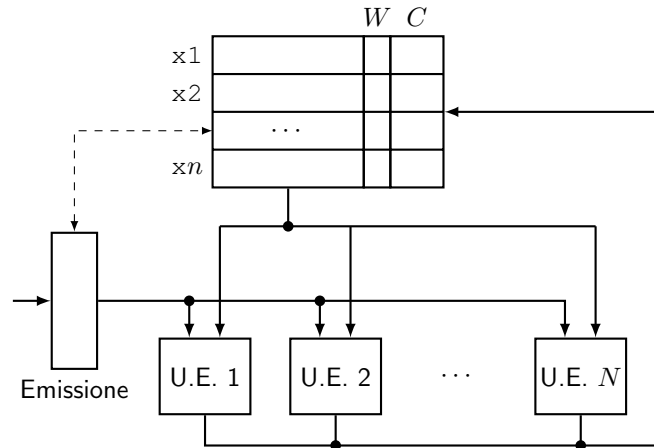 W C
x1
x2
...
xn
Emissione
U.E. 1 U.E. 2 ... U.E. N